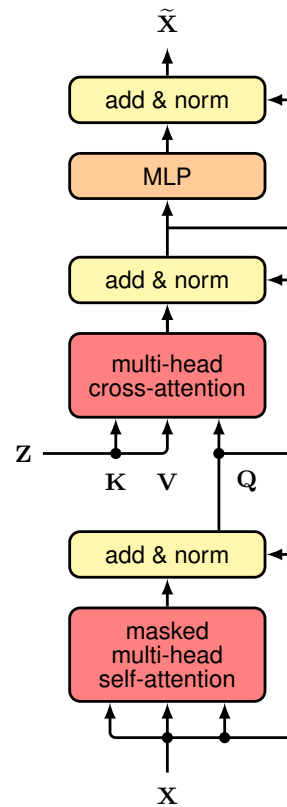 X̃
add & norm
MLP
add & norm
multi-head
cross-attention
Z
K V Q
add & norm
masked
multi-head
self-attention
X